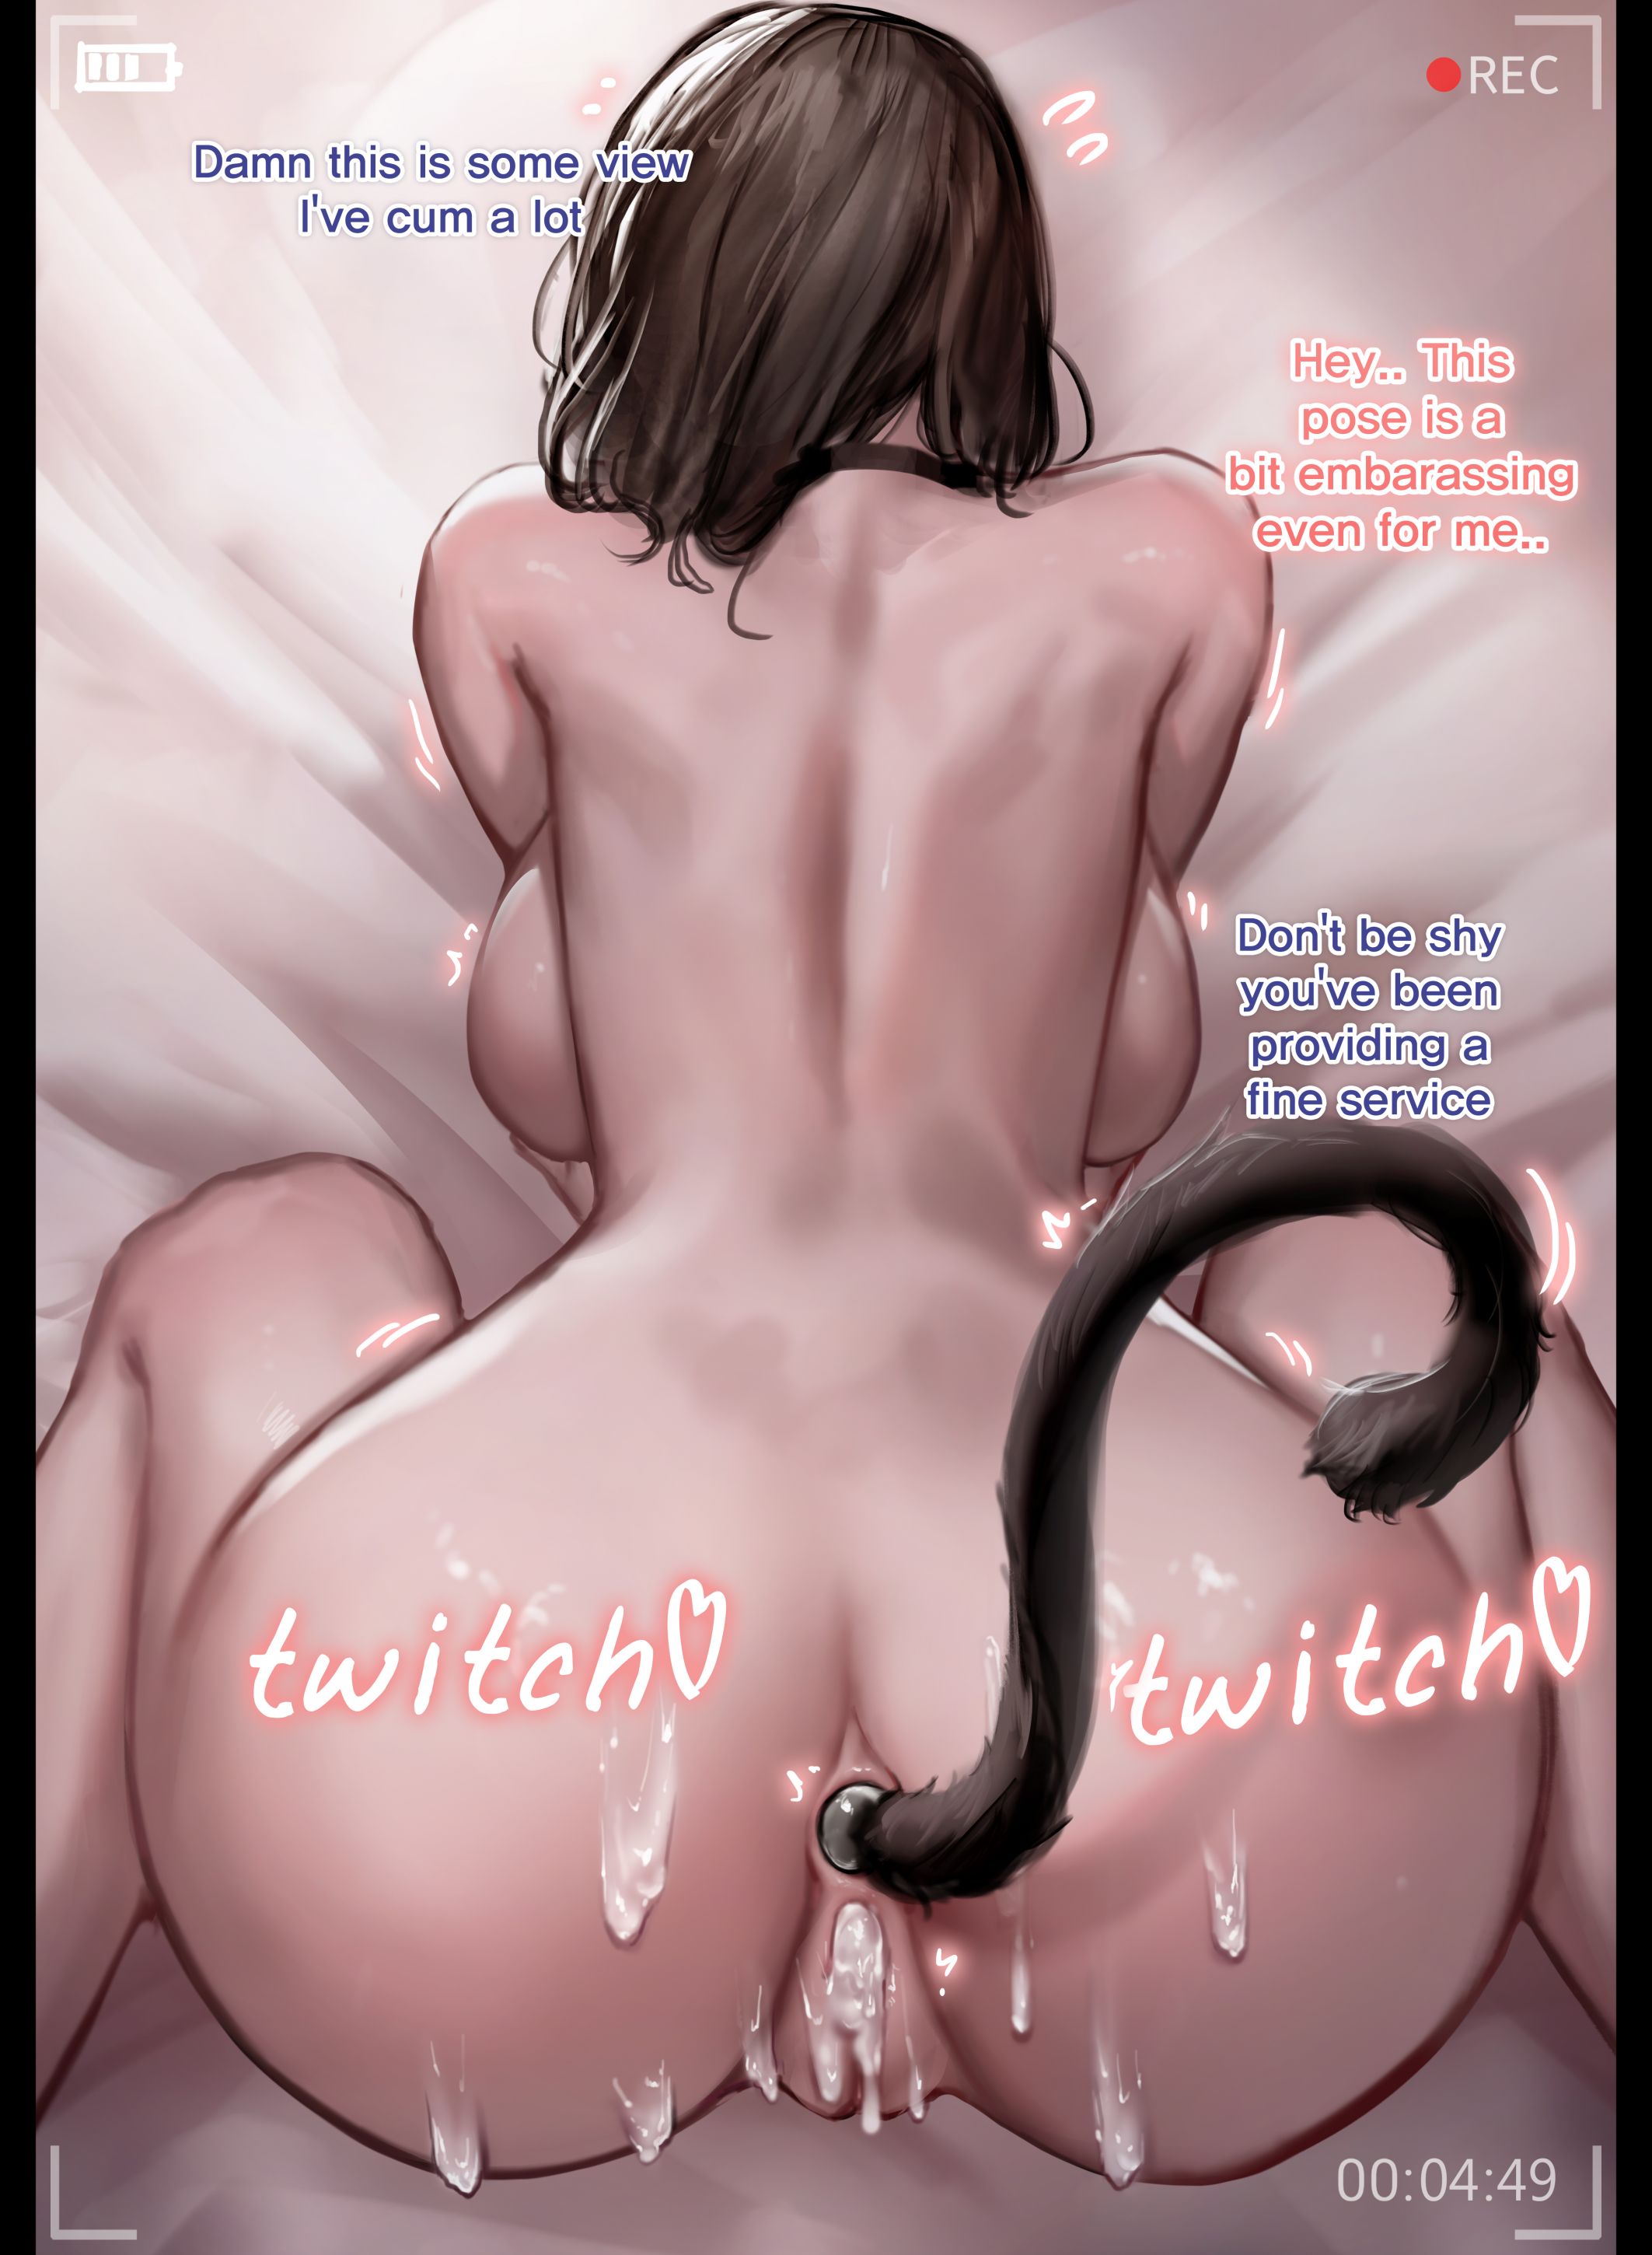 REC
Damn this is some view
I've cum a lot
Hey.. This
pose is a
bit embarassing
even for me..
Don't be shy
you've been
providing a
fine service
twitch♡
twitch♡
00:04:49